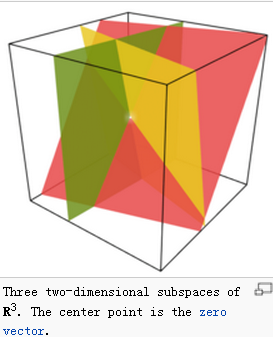 Three two-dimensional subspaces of
R³. The center point is the zero
vector.